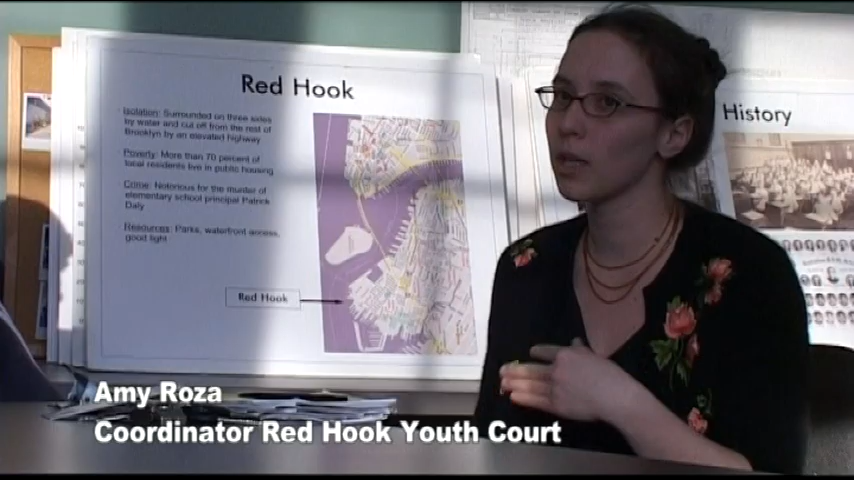 Red Hook
Isolation: Surrounded on three sides
by water and cut off from the rest of
Brooklyn by an elevated highway
Poverty: More than 70 percent of
local residents live in public housing
Crime: Notorious for the murder of
elementary school principal Patrick
Daly
Resources: Parks, waterfront access,
good light
Red Hook
History
Amy Roza
Coordinator Red Hook Youth Court